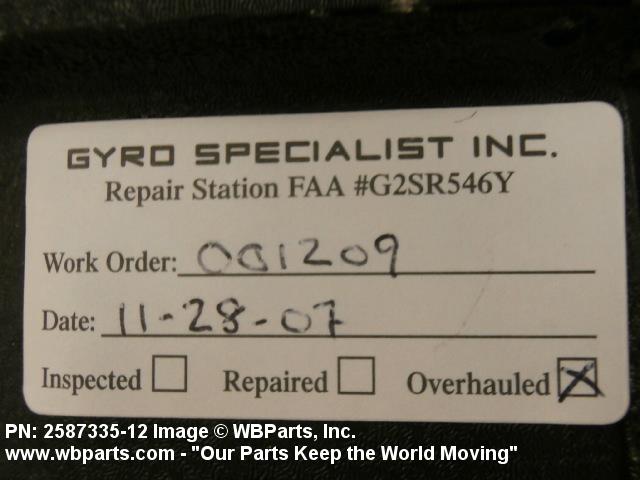 GYRO SPECIALIST INC.
Repair Station FAA #G2SR546Y
Work Order: 001209
Date: 11-28-07
Inspected Repaired Overhauled X
PN: 2587335-12 Image © WBParts, Inc.
www.wbparts.com - "Our Parts Keep the World Moving"